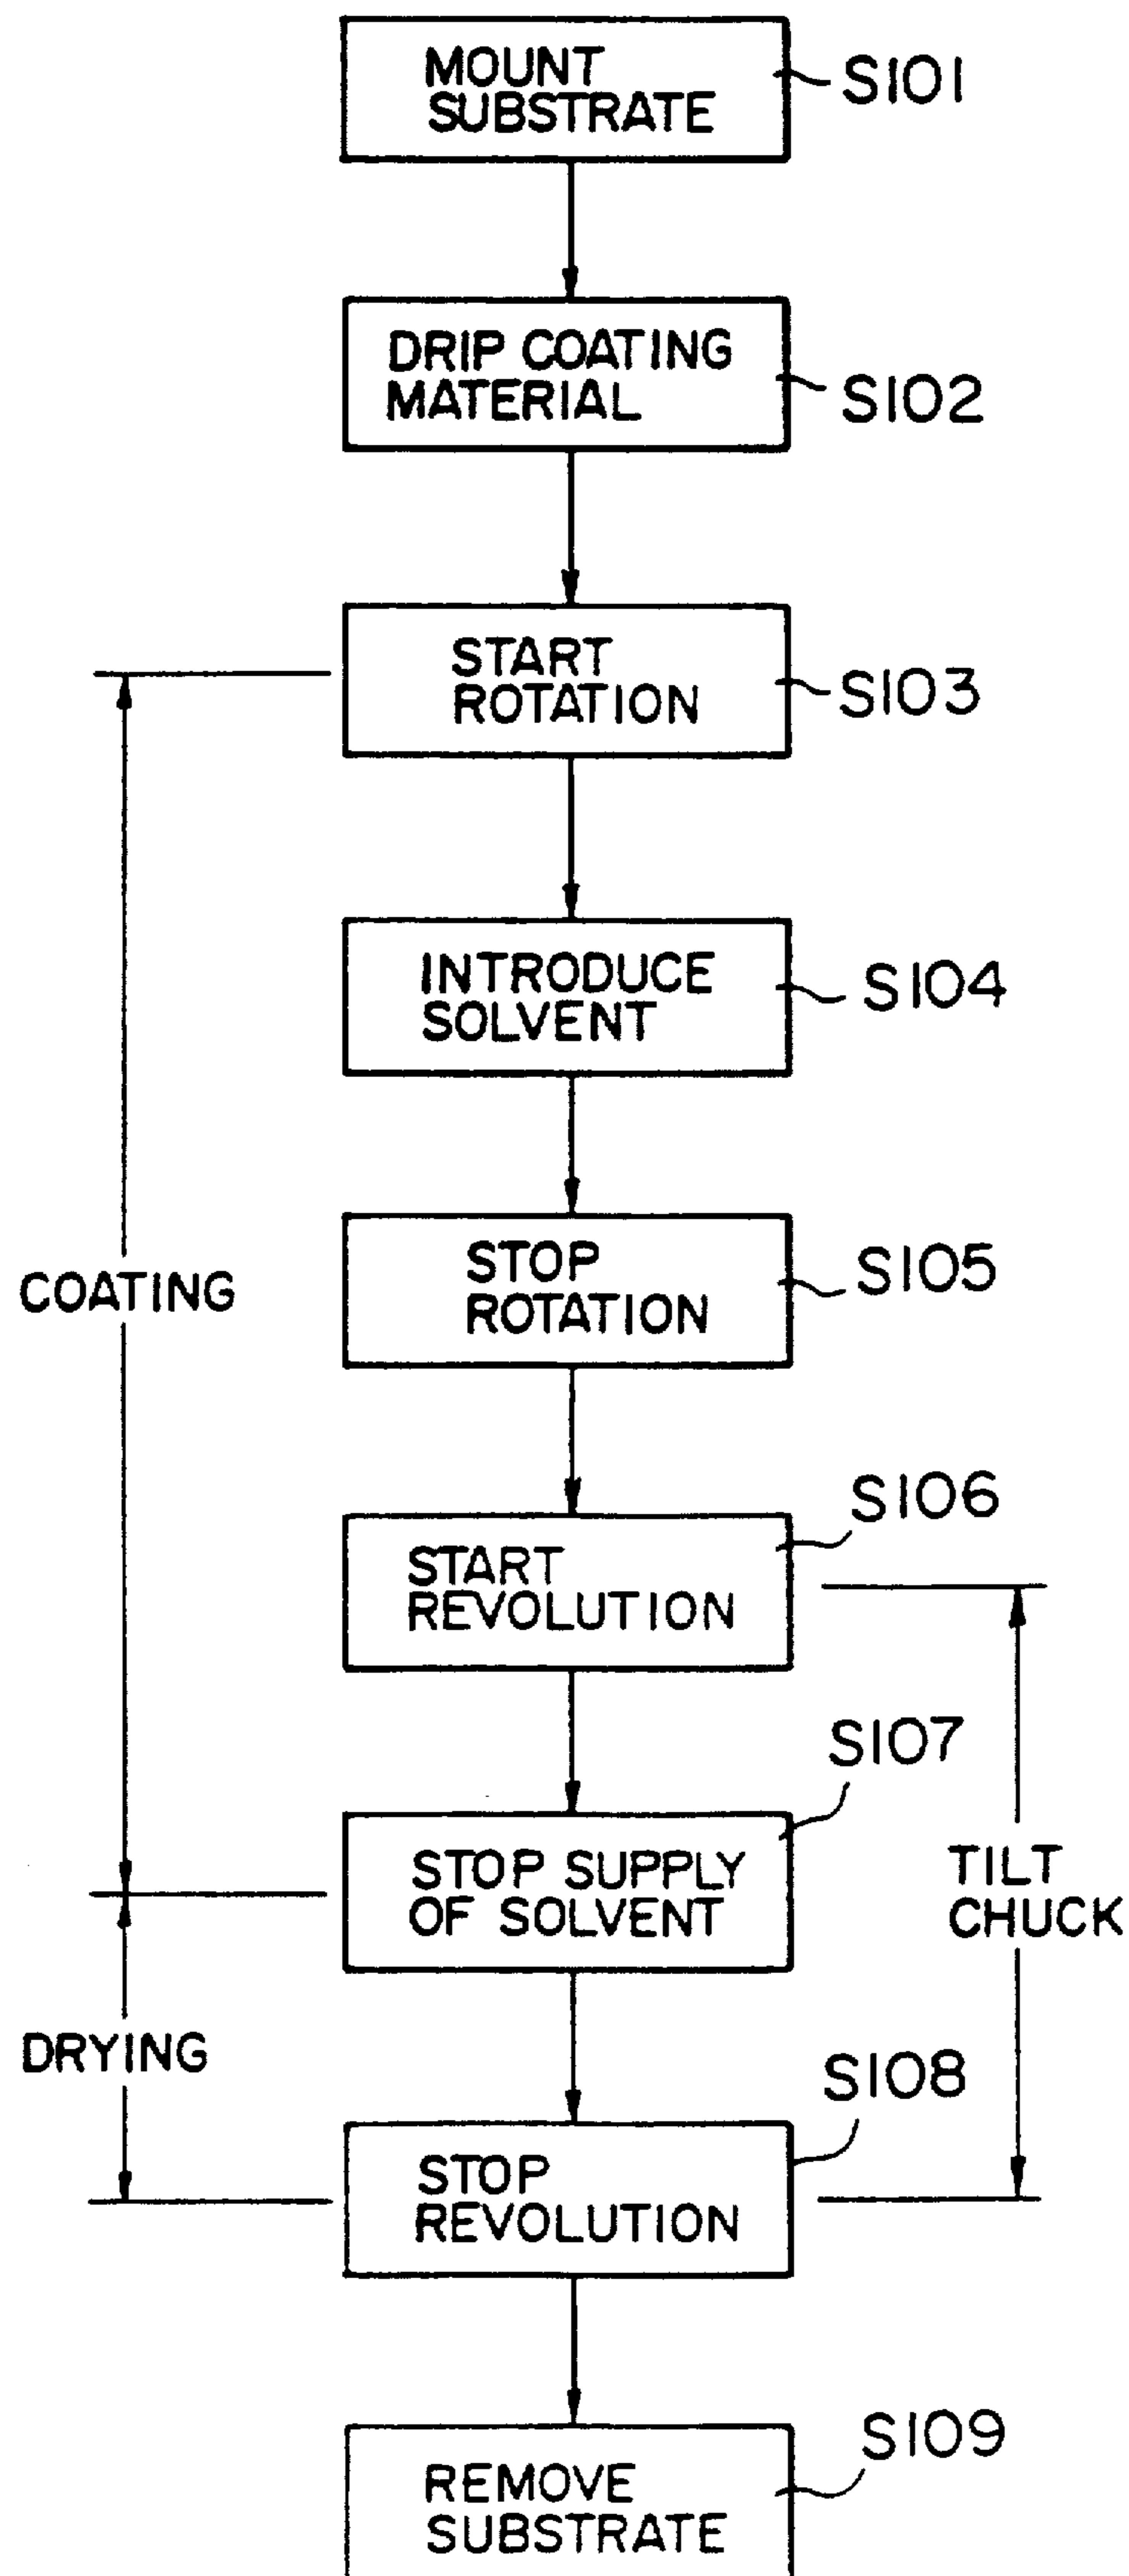 MOUNT
SUBSTRATE
S101
DRIP COATING
MATERIAL
S102
START
ROTATION
S103
INTRODUCE
SOLVENT
S104
STOP
ROTATION
S105
COATING
START
REVOLUTION
S106
STOP SUPPLY
OF SOLVENT
S107
TILT
CHUCK
DRYING
STOP
REVOLUTION
S108
REMOVE
SUBSTRATE
S109